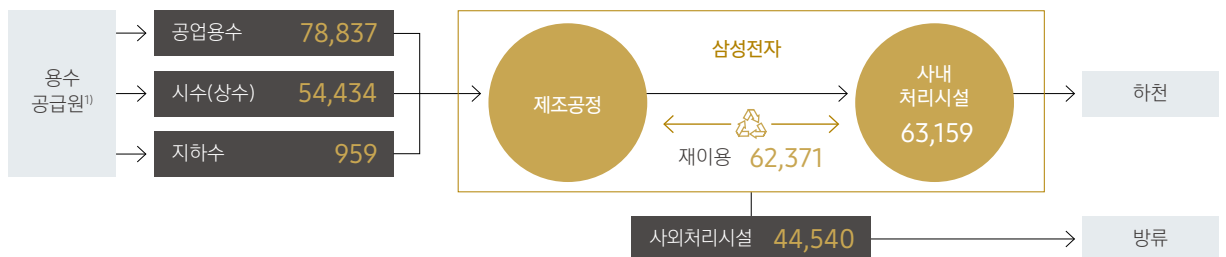 용수
공급원1)
공업용수 78,837
시수(상수) 54,434
지하수 959
삼성전자
제조공정
재이용 62,371
사내
처리시설
63,159
하천
사외처리시설 44,540
방류